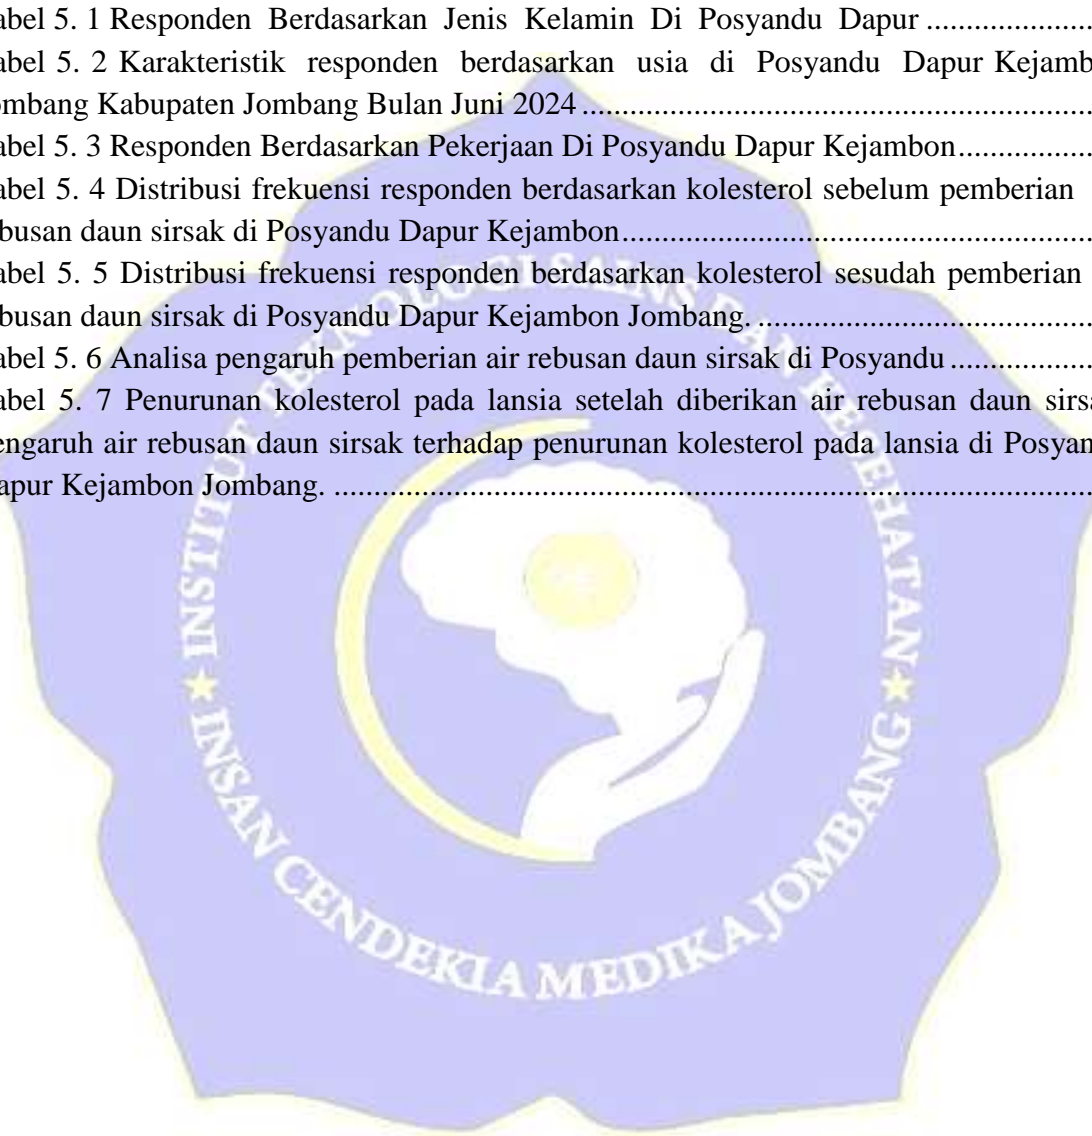 abel 5. 1 Responden Berdasarkan Jenis Kelamin Di Posyandu Dapur
abel 5. 2 Karakteristik responden berdasarkan usia di Posyandu Dapur Kejamb
ombang Kabupaten Jombang Bulan Juni 2024
abel 5. 3 Responden Berdasarkan Pekerjaan Di Posyandu Dapur Kejambon
abel 5. 4 Distribusi frekuensi responden berdasarkan kolesterol sebelum pemberian
busan daun sirsak di Posyandu Dapur Kejambon
abel 5. 5 Distribusi frekuensi responden berdasarkan kolesterol sesudah pemberian
busan daun sirsak di Posyandu Dapur Kejambon Jombang.
abel 5. 6 Analisa pengaruh pemberian air rebusan daun sirsak di Posyandu
abel 5. 7 Penurunan kolesterol pada lansia setelah diberikan air rebusan daun sirsa
engaruh air rebusan daun sirsak terhadap penurunan kolesterol pada lansia di Posyan
apur Kejambon Jombang.
INSTITUT TEKNOLOGI SAINS DAN KESEHATAN
INSAN CENDEKIA MEDIKA JOMBANG